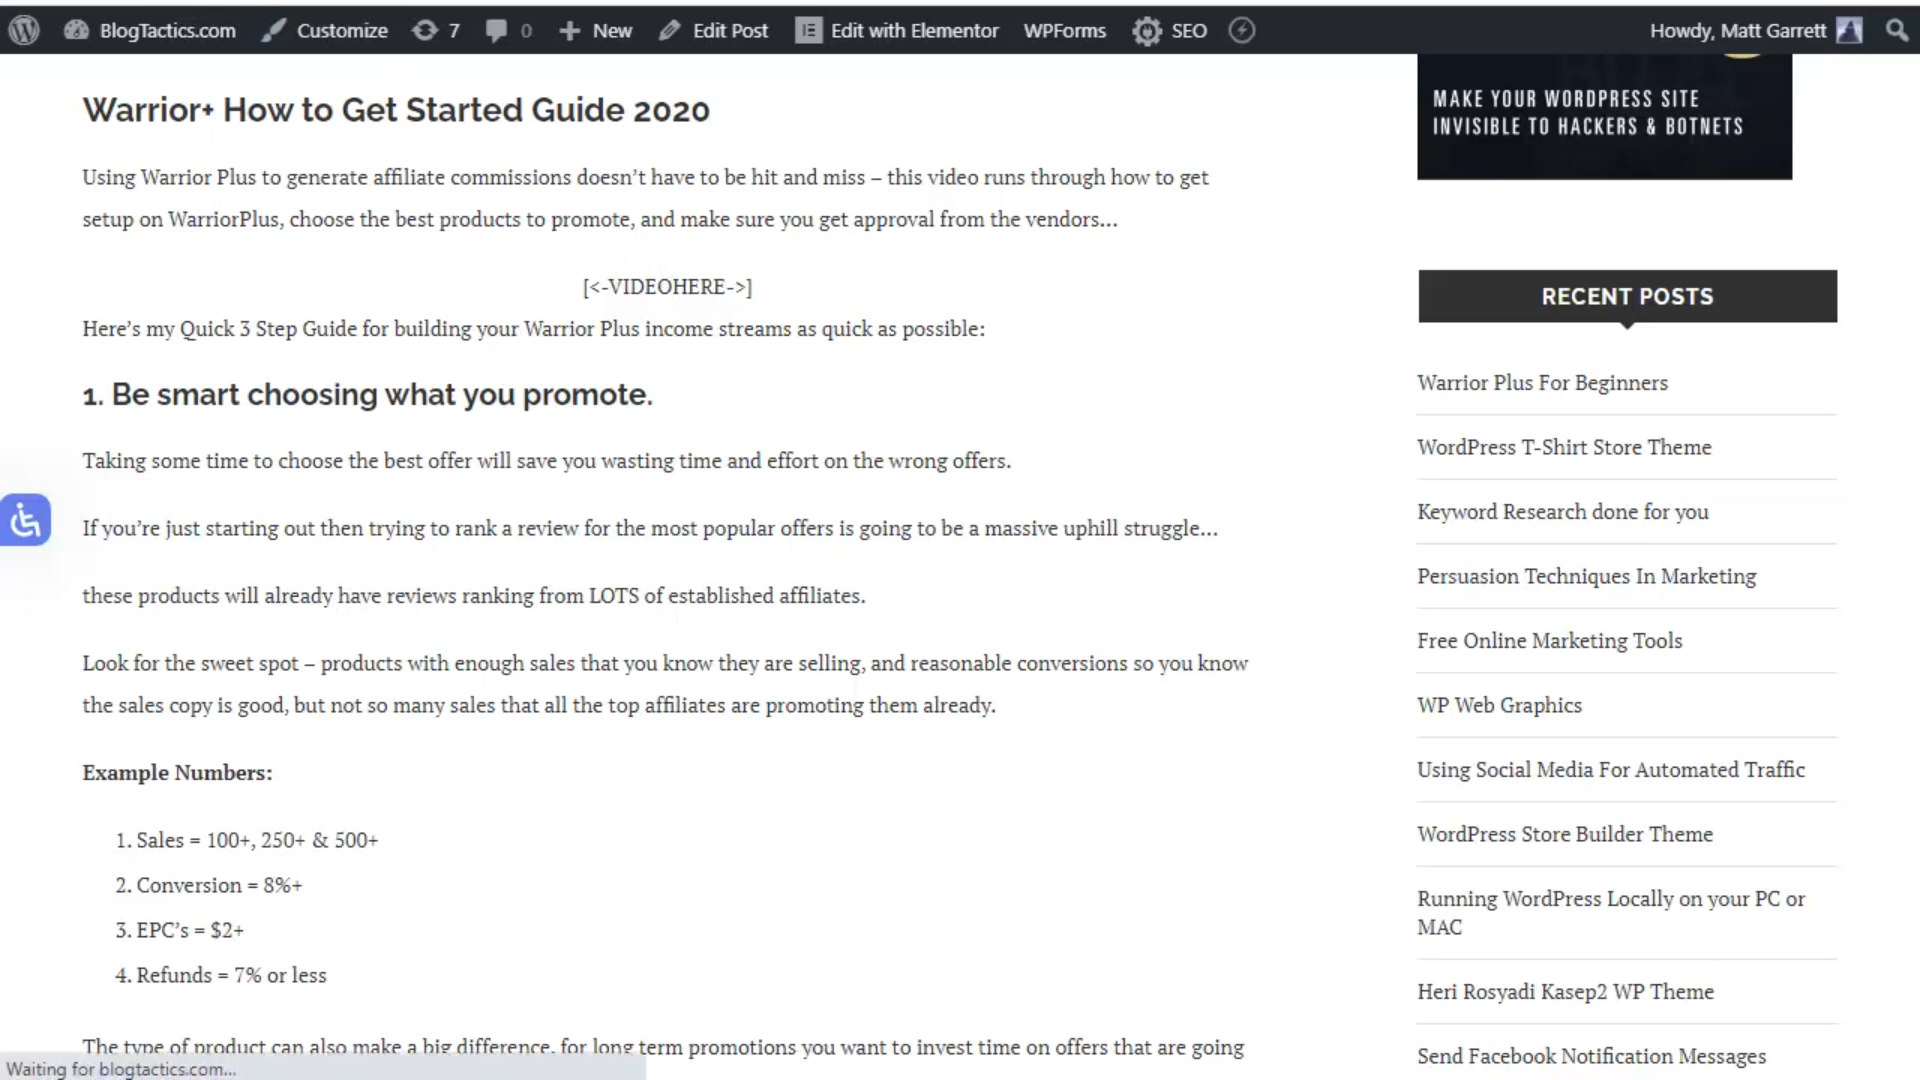 BlogTactics.com Customize 7 0 New Edit Post Edit with Elementor WPForms SEO Howdy, Matt Garrett
Warrior+ How to Get Started Guide 2020
Using Warrior Plus to generate affiliate commissions doesn't have to be hit and miss – this video runs through how to get
setup on WarriorPlus, choose the best products to promote, and make sure you get approval from the vendors…
[<-VIDEOHERE->]
Here's my Quick 3 Step Guide for building your Warrior Plus income streams as quick as possible:
1. Be smart choosing what you promote.
Taking some time to choose the best offer will save you wasting time and effort on the wrong offers.
If you're just starting out then trying to rank a review for the most popular offers is going to be a massive uphill struggle…
these products will already have reviews ranking from LOTS of established affiliates.
Look for the sweet spot – products with enough sales that you know they are selling, and reasonable conversions so you know
the sales copy is good, but not so many sales that all the top affiliates are promoting them already.
Example Numbers:
1. Sales = 100+, 250+ & 500+
2. Conversion = 8%+
3. EPC's = $2+
4. Refunds = 7% or less
The type of product can also make a big difference, for long term promotions you want to invest time on offers that are going
Waiting for blogtactics.com...
MAKE YOUR WORDPRESS SITE
INVISIBLE TO HACKERS & BOTNETS
RECENT POSTS
Warrior Plus For Beginners
WordPress T-Shirt Store Theme
Keyword Research done for you
Persuasion Techniques In Marketing
Free Online Marketing Tools
WP Web Graphics
Using Social Media For Automated Traffic
WordPress Store Builder Theme
Running WordPress Locally on your PC or
MAC
Heri Rosyadi Kasep2 WP Theme
Send Facebook Notification Messages